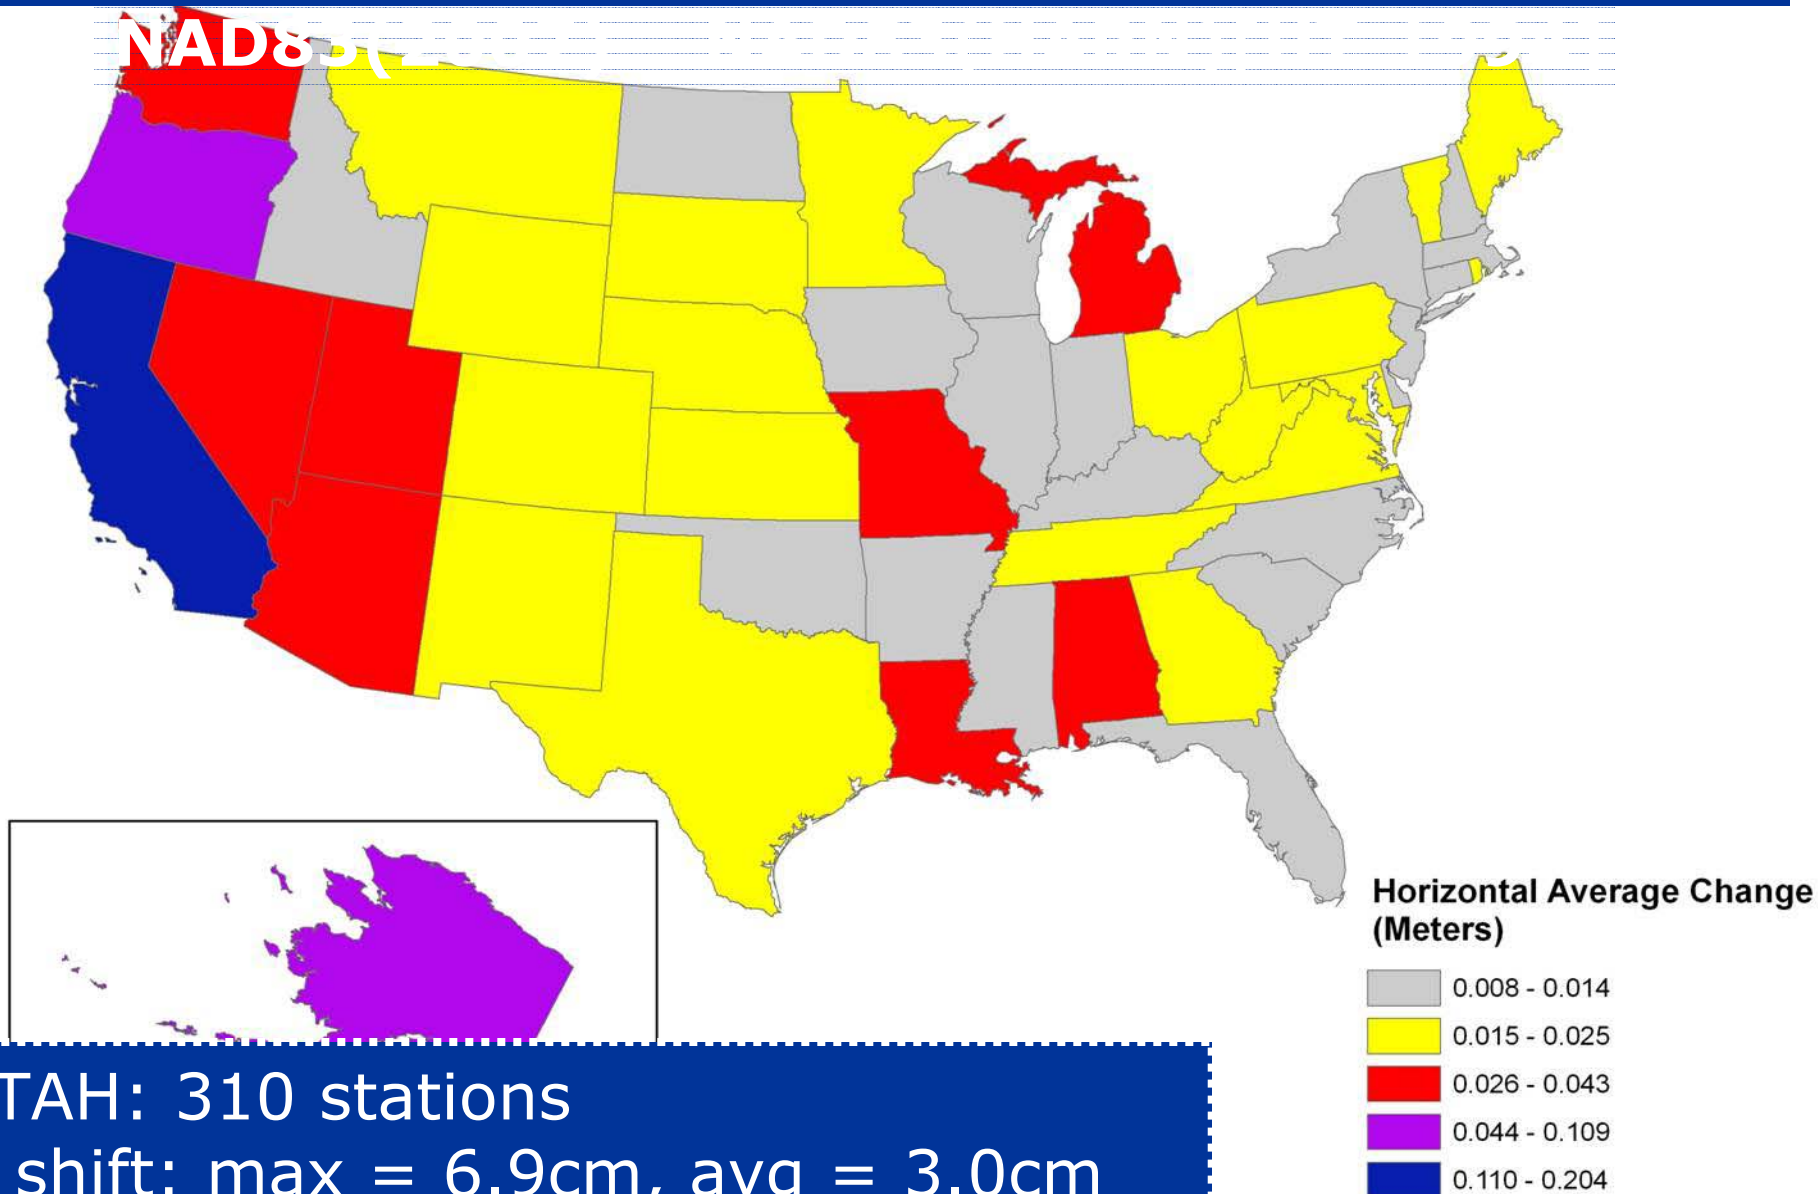 NAD83(
Horizontal Average Change
(Meters)
0.008 - 0.014
0.015 - 0.025
0.026 - 0.043
0.044 - 0.109
0.110 - 0.204
TAH: 310 stations
shift: max = 6.9cm, avg = 3.0cm